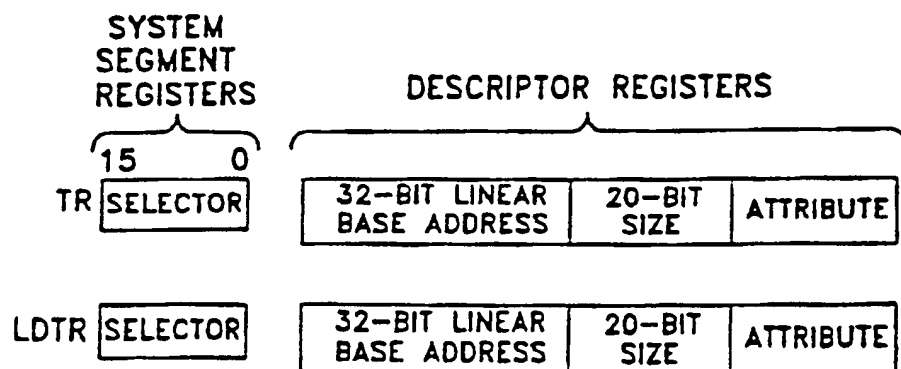 SYSTEM
SEGMENT
REGISTERS
DESCRIPTOR REGISTERS
15 0
TR SELECTOR 32-BIT LINEAR BASE ADDRESS 20-BIT SIZE ATTRIBUTE
LDTR SELECTOR 32-BIT LINEAR BASE ADDRESS 20-BIT SIZE ATTRIBUTE